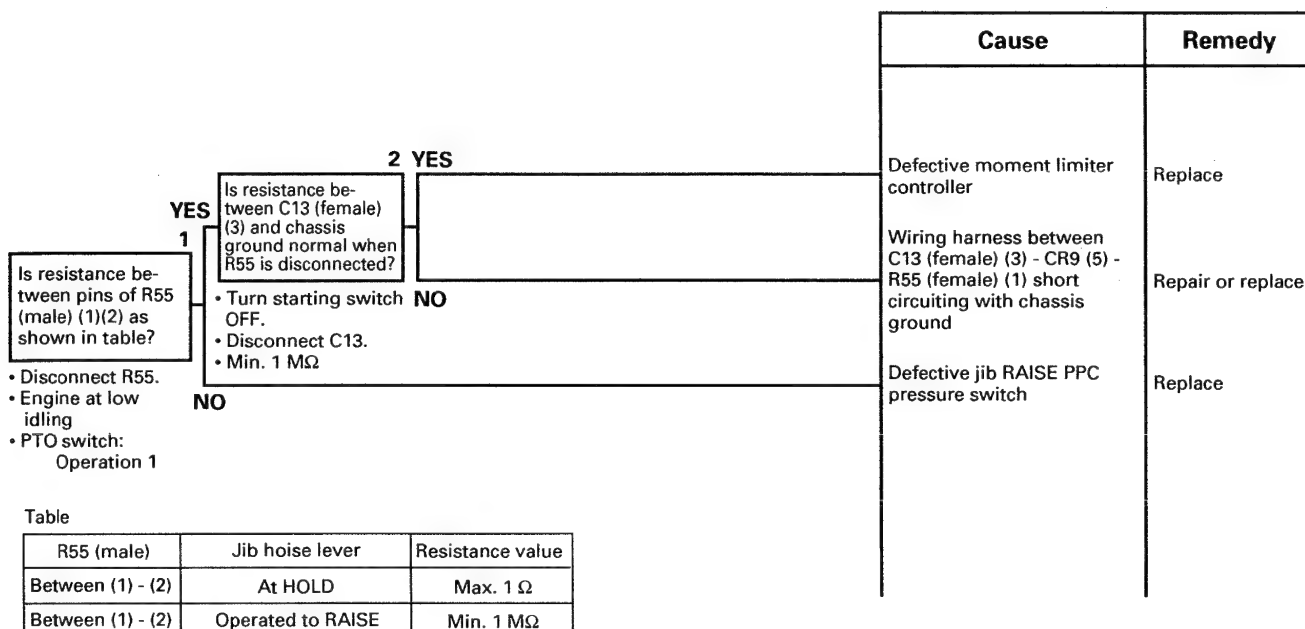 Cause Remedy
2 YES
Is resistance be-
tween C13 (female)
(3) and chassis
ground normal when
R55 is disconnected?
• Turn starting switch
OFF.
• Disconnect C13.
• Min. 1 MΩ
NO
YES
1
Is resistance be-
tween pins of R55
(male) (1)(2) as
shown in table?
• Disconnect R55.
• Engine at low
idling
• PTO switch:
Operation 1
NO
Defective moment limiter
controller
Replace
Wiring harness between
C13 (female) (3) - CR9 (5) -
R55 (female) (1) short
circuiting with chassis
ground
Repair or replace
Defective jib RAISE PPC
pressure switch
Replace
Table
R55 (male) Jib hoise lever Resistance value
Between (1) - (2) At HOLD Max. 1 Ω
Between (1) - (2) Operated to RAISE Min. 1 MΩ